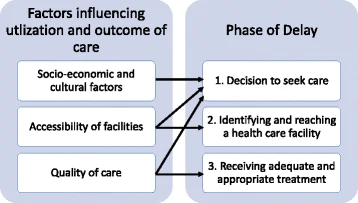 Factors influencing
utlization and outcome of
care
Socio-economic and
cultural factors
Accessibility of facilities
Quality of care
Phase of Delay
1. Decision to seek care
2. Identifying and reaching
a health care facility
3. Receiving adequate and
appropriate treatment